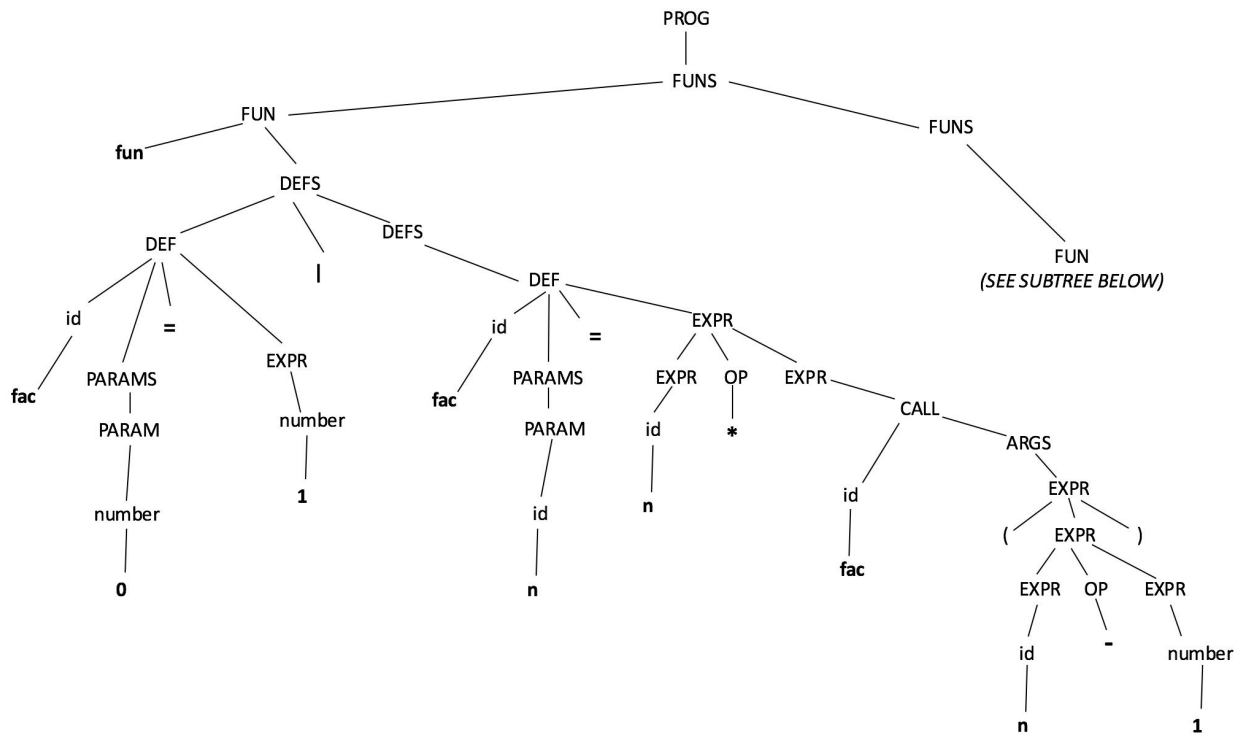 PROG
FUNS
FUN
FUNS
fun
DEFS
DEFS
DEF
|
DEF
FUN
(SEE SUBTREE BELOW)
id
=
id
=
EXPR
EXPR
fac
PARAMS
fac
PARAMS
EXPR
OP
EXPR
CALL
PARAM
number
PARAM
id
*
ARGS
number
1
id
n
id
EXPR
(
EXPR
)
0
n
fac
EXPR
OP
EXPR
id
-
number
n
1